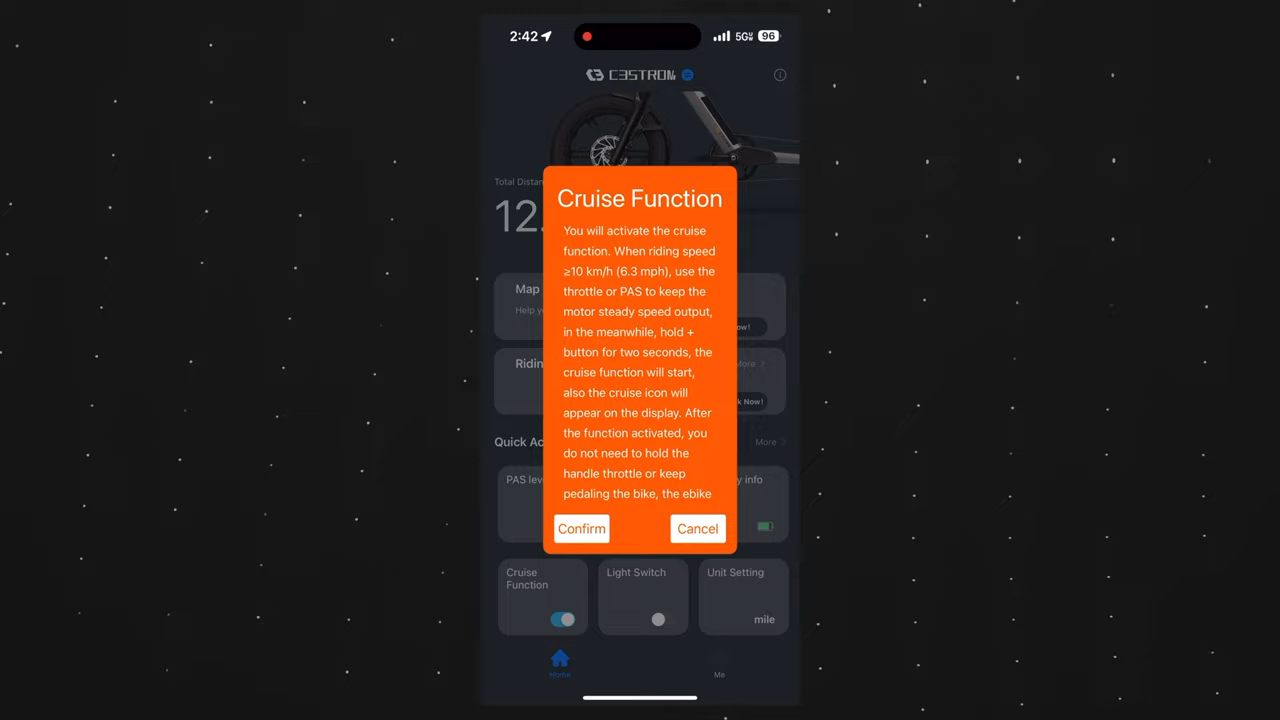 2:42
5G 96
C3STROM
Total Distan
12.
Cruise Function
You will activate the cruise
function. When riding speed
≥10 km/h (6.3 mph), use the
throttle or PAS to keep the
motor steady speed output,
in the meanwhile, hold +
button for two seconds, the
cruise function will start,
also the cruise icon will
appear on the display. After
the function activated, you
do not need to hold the
handle throttle or keep
pedaling the bike, the ebike
Confirm
Cancel
Map
Help y
ow!
Ridin
More >
k Now!
Quick Ac
More >
PAS lev
y info
Cruise
Function
Light Switch
Unit Setting
mile
Home
Me